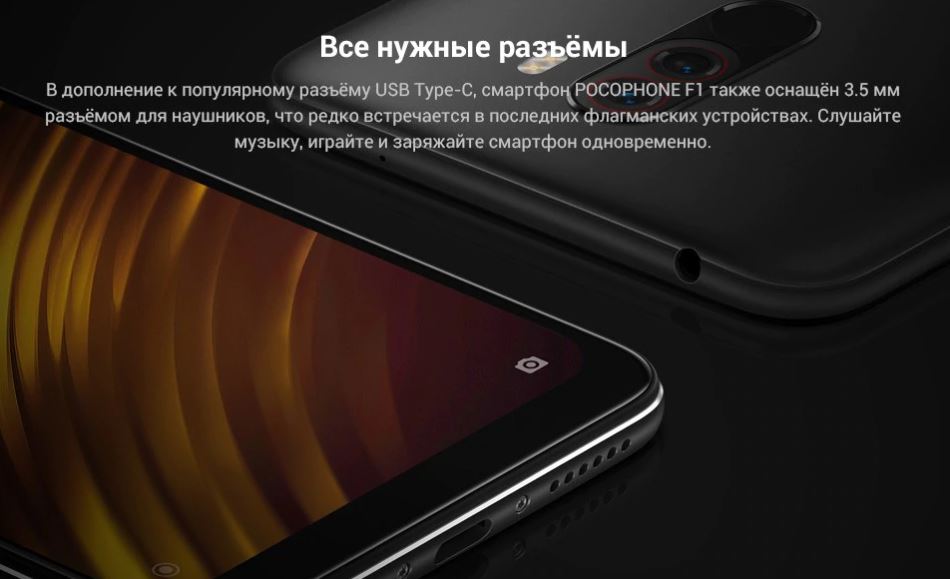 Все нужные разъёмы
В дополнение к популярному разъёму USB Type-C, смартфон POCOPHONE F1 также оснащён 3.5 мм
разъёмом для наушников, что редко встречается в последних флагманских устройствах. Слушайте
музыку, играйте и заряжайте смартфон одновременно.